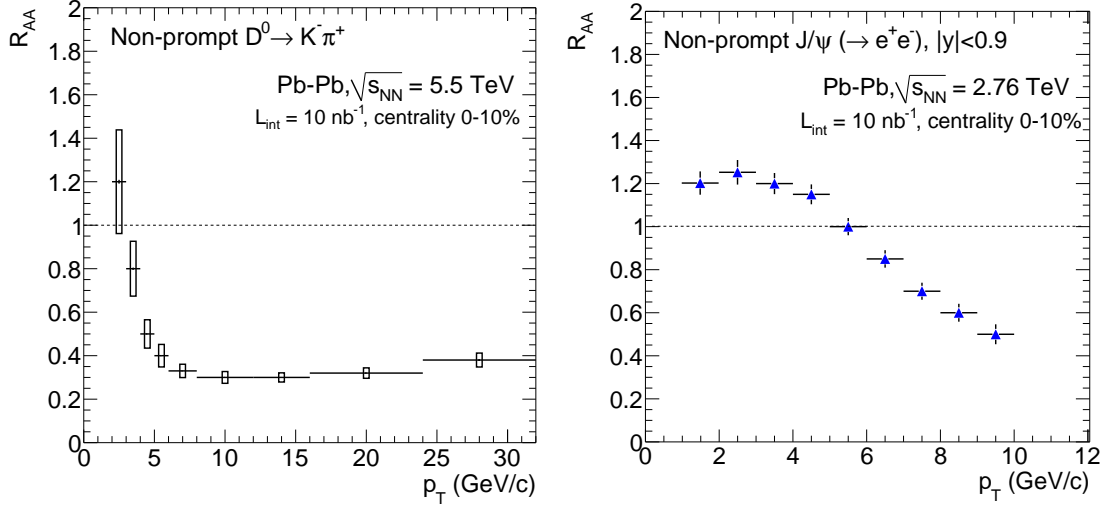 R_AA
2
1.8
1.6
1.4
1.2
1
0.8
0.6
0.4
0.2
0
Non-prompt D⁰→ K⁻π⁺
Pb-Pb,√s_NN = 5.5 TeV
L_int = 10 nb⁻¹, centrality 0-10%
0 5 10 15 20 25 30
p_T (GeV/c)
R_AA
2
1.8
1.6
1.4
1.2
1
0.8
0.6
0.4
0.2
0
Non-prompt J/ψ (→ e⁺e⁻), |y|<0.9
Pb-Pb,√s_NN = 2.76 TeV
L_int = 10 nb⁻¹, centrality 0-10%
0 2 4 6 8 10 12
p_T (GeV/c)